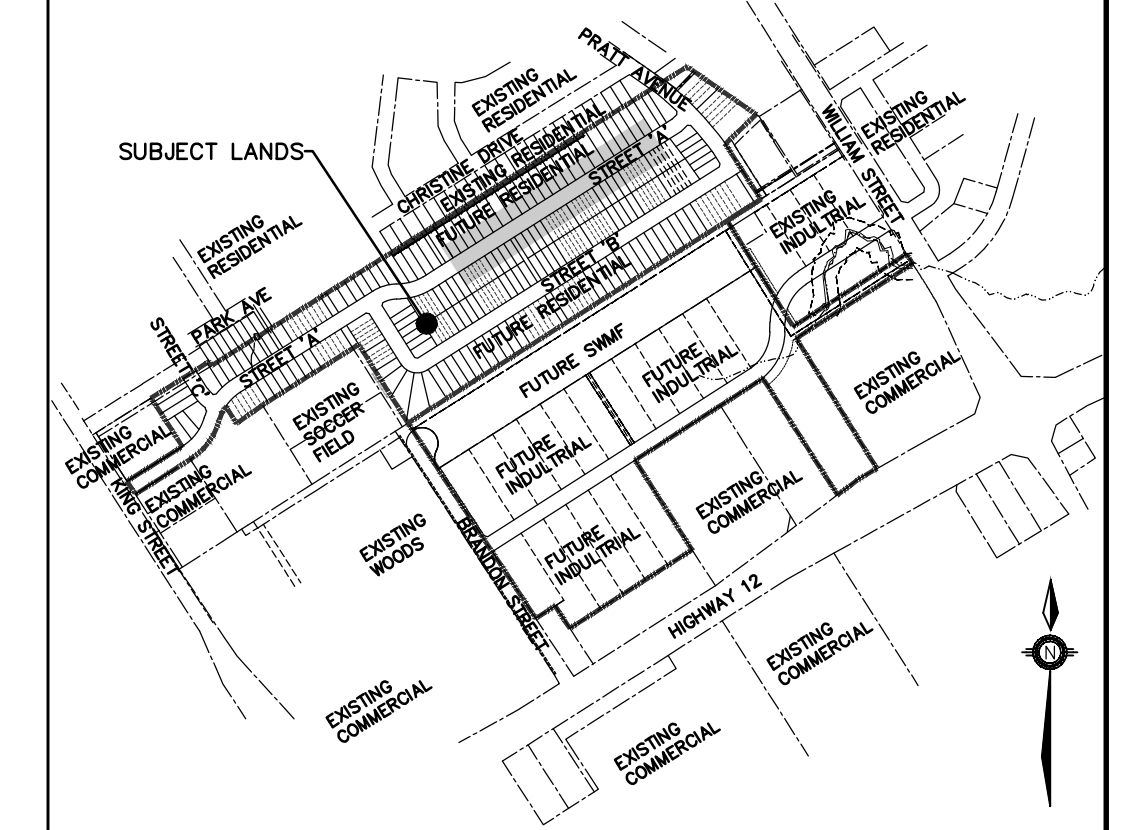 PRATT AVENUE
EXISTING
RESIDENTIAL
CHRISTINE DRIVE
EXISTING RESIDENTIAL
FUTURE RESIDENTIAL
STREET 'A'
WILLIAM STREET
EXISTING
RESIDENTIAL
SUBJECT LANDS
EXISTING
RESIDENTIAL
EXISTING
INDULTRIAL
STREET 'B'
FUTURE RESIDENTIAL
PARK AVE
STREET 'C'
STREET 'A'
FUTURE SWMF
FUTURE
INDULTRIAL
EXISTING
COMMERCIAL
EXISTING
SOCCER
FIELD
EXISTING
COMMERCIAL
EXISTING
COMMERCIAL
KING STREET
FUTURE
INDULTRIAL
EXISTING
COMMERCIAL
EXISTING
WOODS
BRANDON STREET
FUTURE
INDULTRIAL
HIGHWAY 12
EXISTING
COMMERCIAL
N
EXISTING
COMMERCIAL
EXISTING
COMMERCIAL